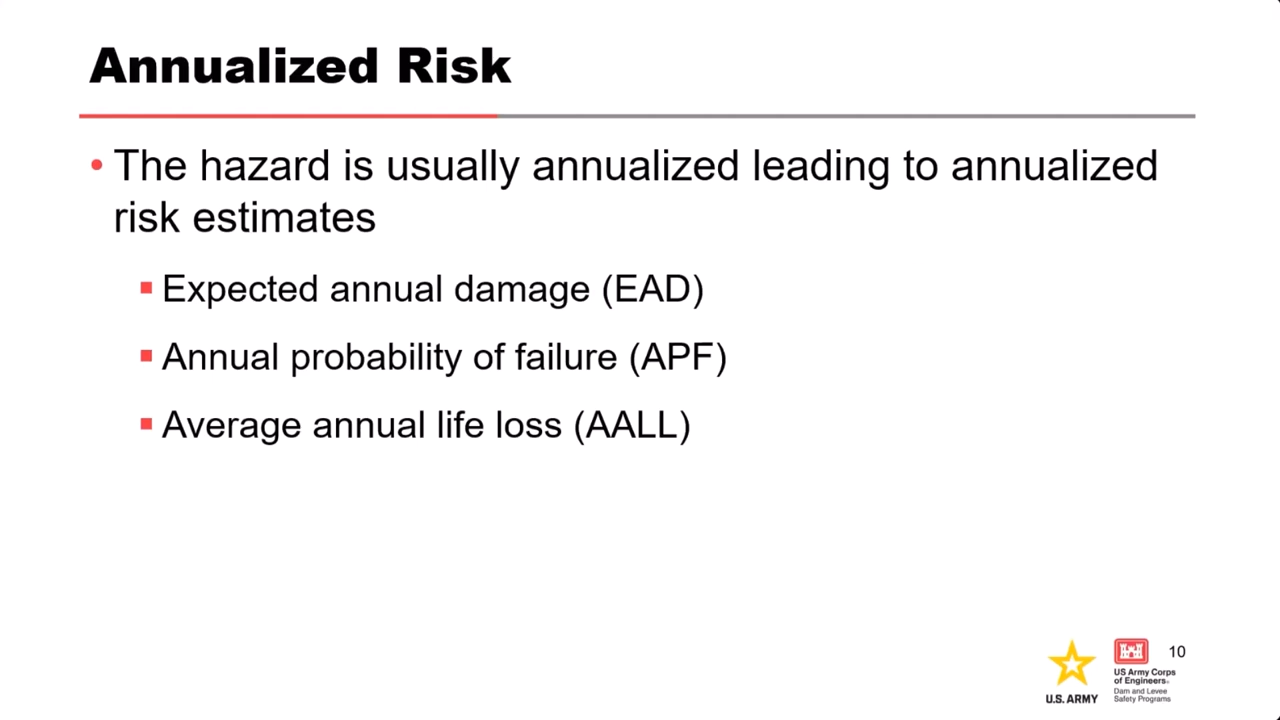 Annualized Risk
• The hazard is usually annualized leading to annualized
risk estimates
▪ Expected annual damage (EAD)
▪ Annual probability of failure (APF)
▪ Average annual life loss (AALL)
U.S. ARMY
US Army Corps
of Engineers®
Dam and Levee
Safety Programs
10